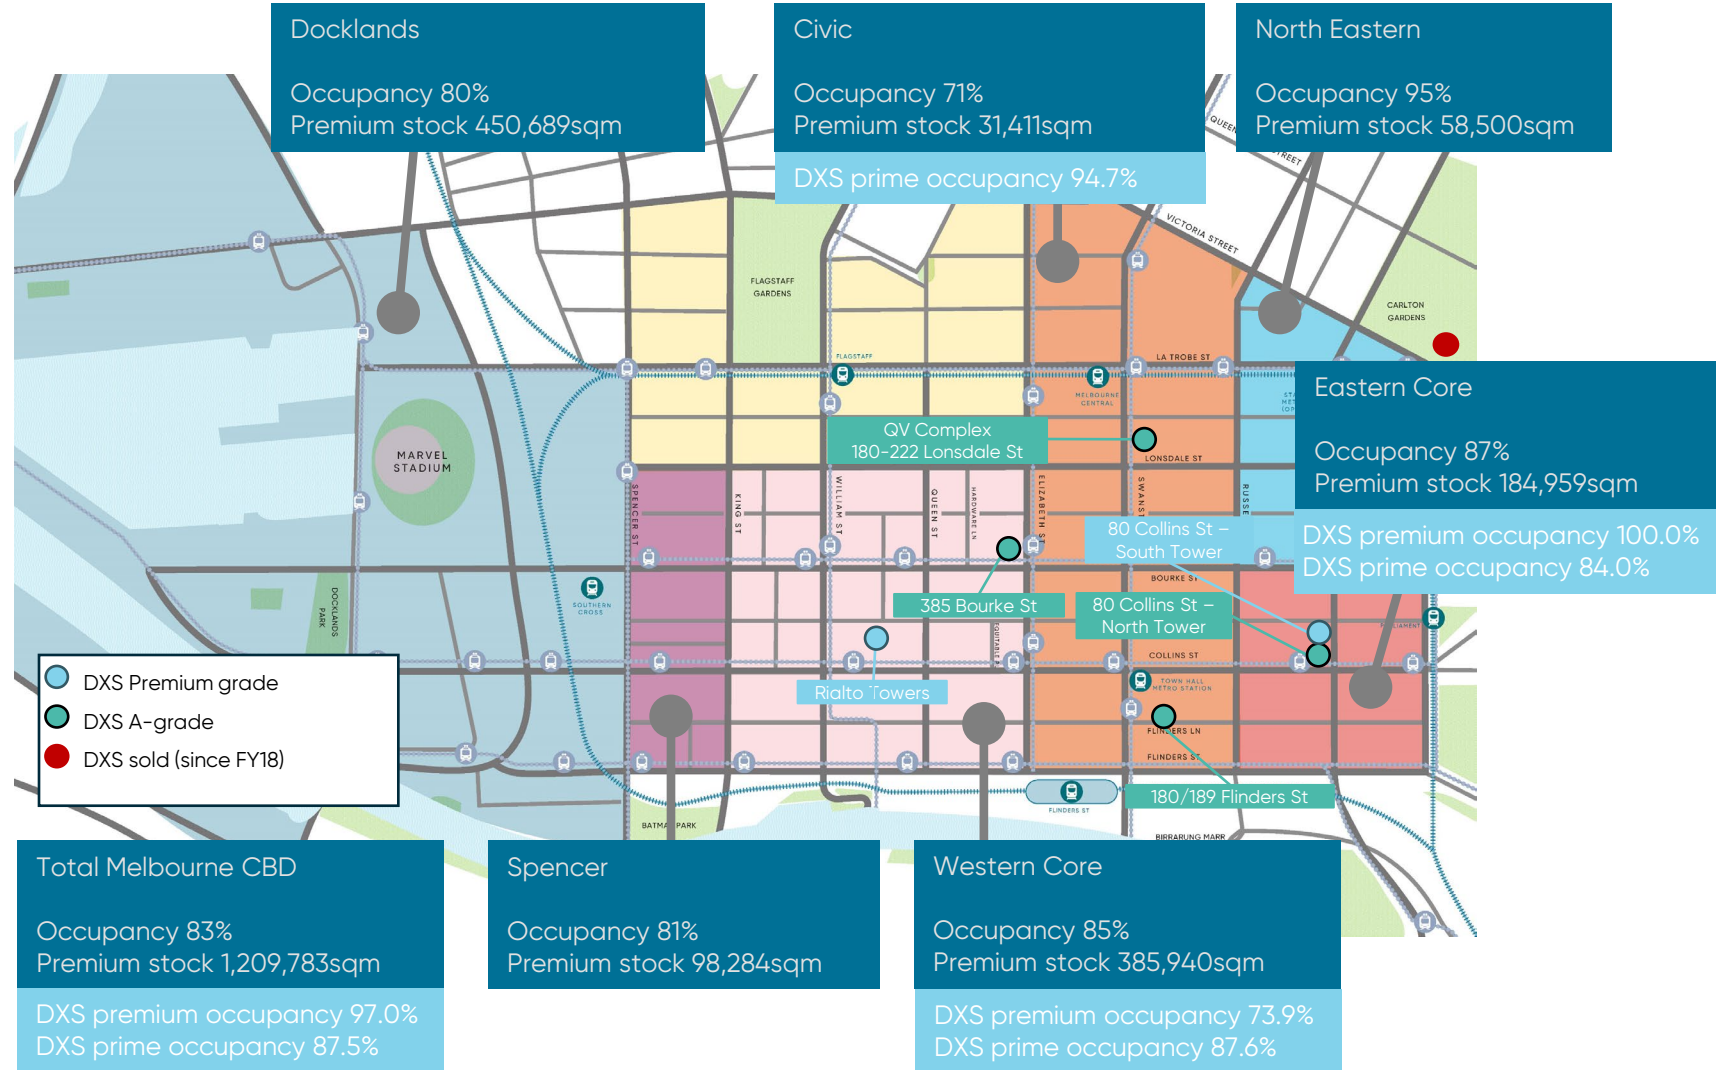 Docklands
Occupancy 80%
Premium stock 450,689sqm
Civic
Occupancy 71%
Premium stock 31,411sqm
DXS prime occupancy 94.7%
North Eastern
Occupancy 95%
Premium stock 58,500sqm
STREET
VICTORIA STREET
FLAGSTAFF
GARDENS
CARLTON
GARDENS
FLAGSTAFF
LA TROBE ST
MELBOURNE
CENTRAL
Eastern Core
Occupancy 87%
Premium stock 184,959sqm
DXS premium occupancy 100.0%
DXS prime occupancy 84.0%
QV Complex
180-222 Lonsdale St
LONSDALE ST
MARVEL
STADIUM
SPENCER ST
KING ST
WILLIAM ST
QUEEN ST
HARDWARE LN
ELIZABETH ST
80 Collins St –
South Tower
BOURKE ST
SOUTHERN
CROSS
DOCKLANDS
PARK
385 Bourke St
80 Collins St –
North Tower
COLLINS ST
DXS Premium grade
DXS A-grade
DXS sold (since FY18)
Rialto Towers
TOWN HALL
METRO STATION
FLINDERS LN
FLINDERS ST
180/189 Flinders St
FLINDERS ST
BATMAN PARK
BIRRARUNG MARR
Total Melbourne CBD
Occupancy 83%
Premium stock 1,209,783sqm
DXS premium occupancy 97.0%
DXS prime occupancy 87.5%
Spencer
Occupancy 81%
Premium stock 98,284sqm
Western Core
Occupancy 85%
Premium stock 385,940sqm
DXS premium occupancy 73.9%
DXS prime occupancy 87.6%